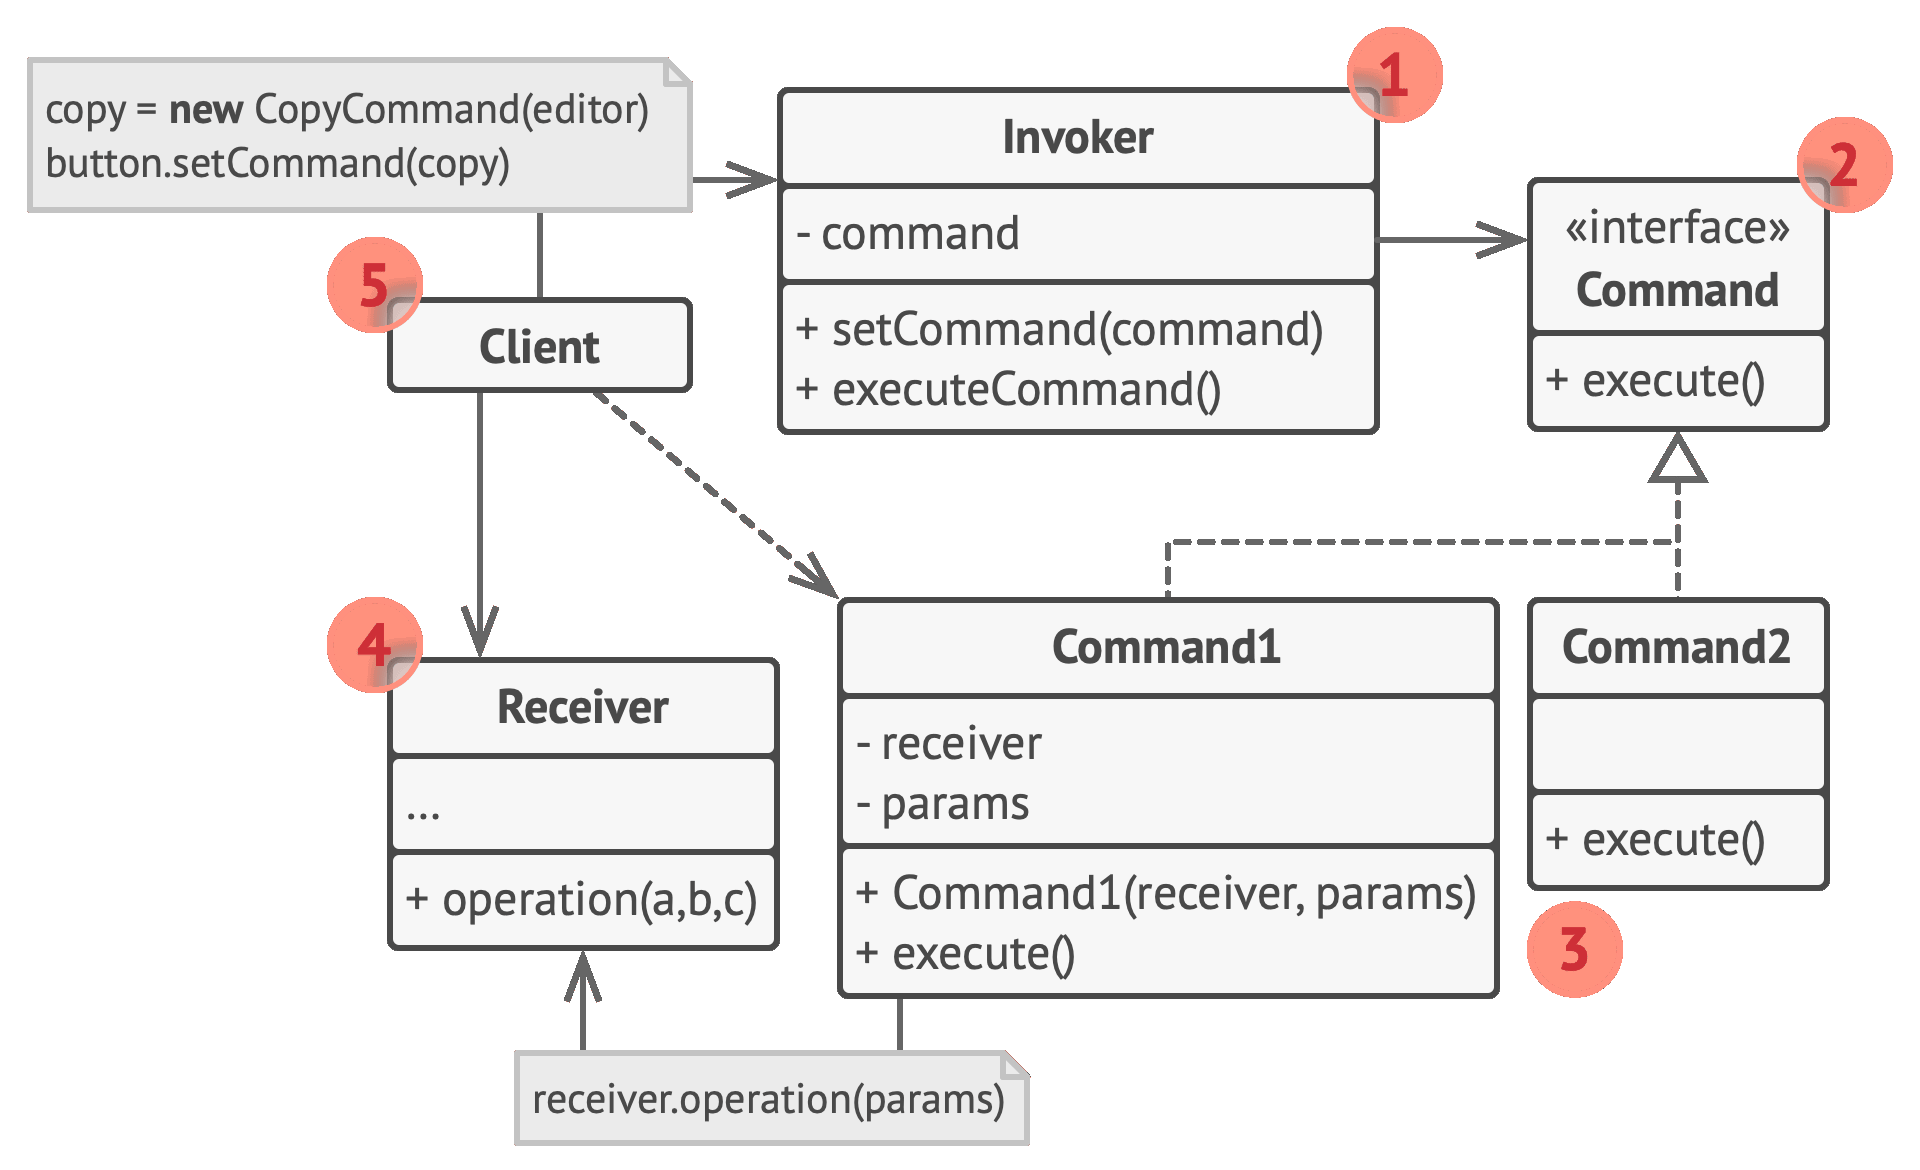 copy = new CopyCommand(editor)
button.setCommand(copy)
1
Invoker
- command
+ setCommand(command)
+ executeCommand()
2
«interface»
Command
+ execute()
5
Client
4
Receiver
...
+ operation(a,b,c)
Command1
- receiver
- params
+ Command1(receiver, params)
+ execute()
Command2
+ execute()
3
receiver.operation(params)